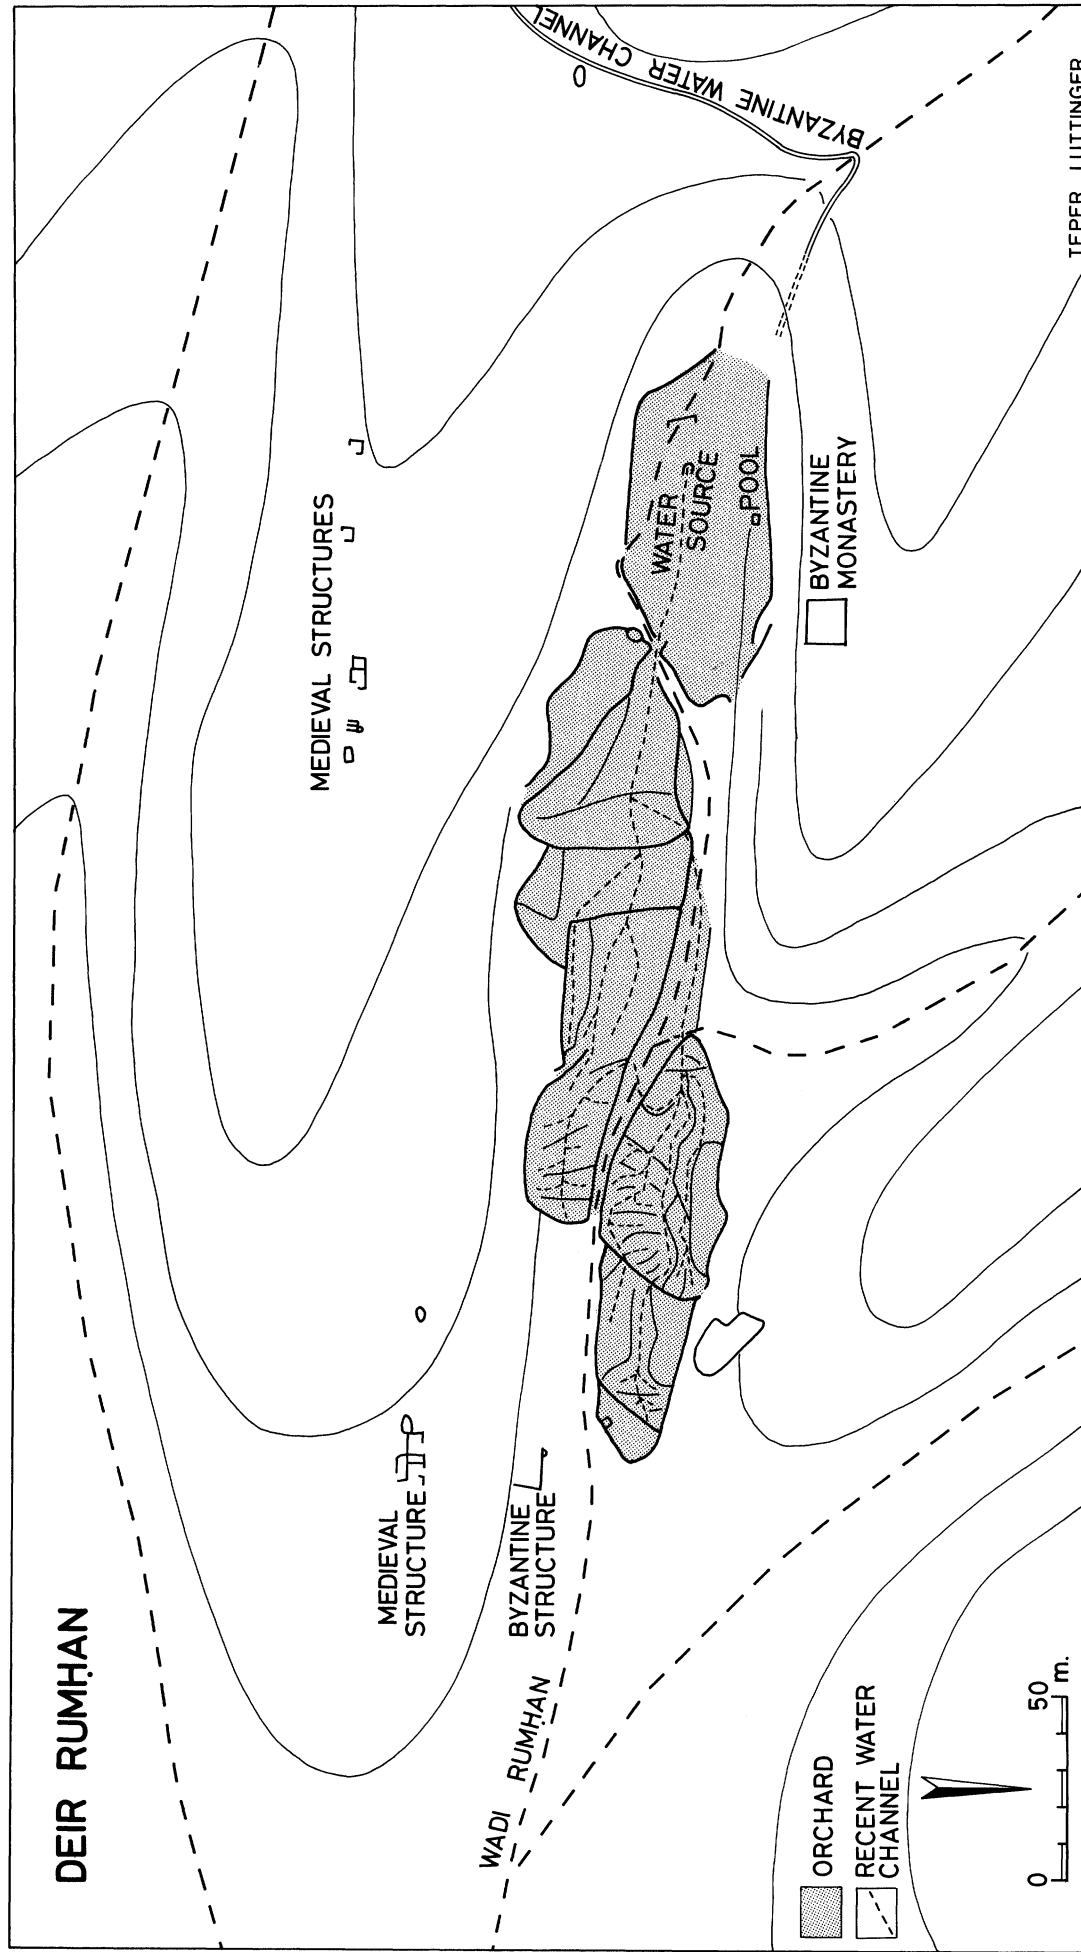 DEIR RUMḤAN
MEDIEVAL STRUCTURES
MEDIEVAL
STRUCTURE
BYZANTINE
STRUCTURE
WADI RUMḤAN
WATER
SOURCE
POOL
BYZANTINE
MONASTERY
BYZANTINE WATER CHANNEL
ORCHARD
RECENT WATER
CHANNEL
0 50 m.
TEPER LUTTINGER